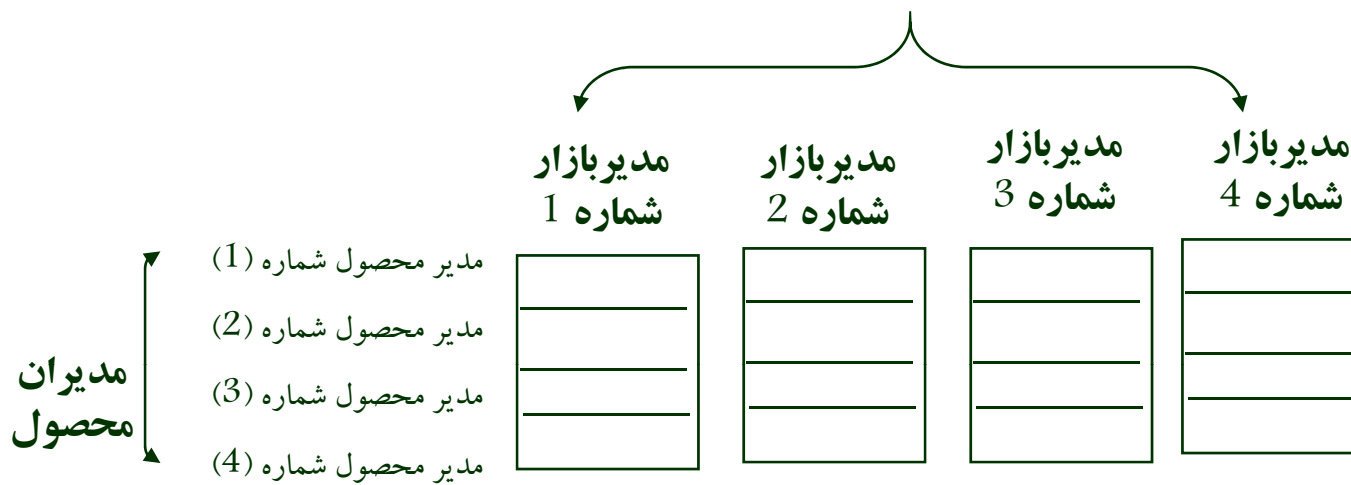 مدیربازار
شماره 4
مدیربازار
شماره 3
مدیربازار
شماره 2
مدیربازار
شماره 1
مدیران
محصول
مدیر محصول شماره (1)
مدیر محصول شماره (2)
مدیر محصول شماره (3)
مدیر محصول شماره (4)